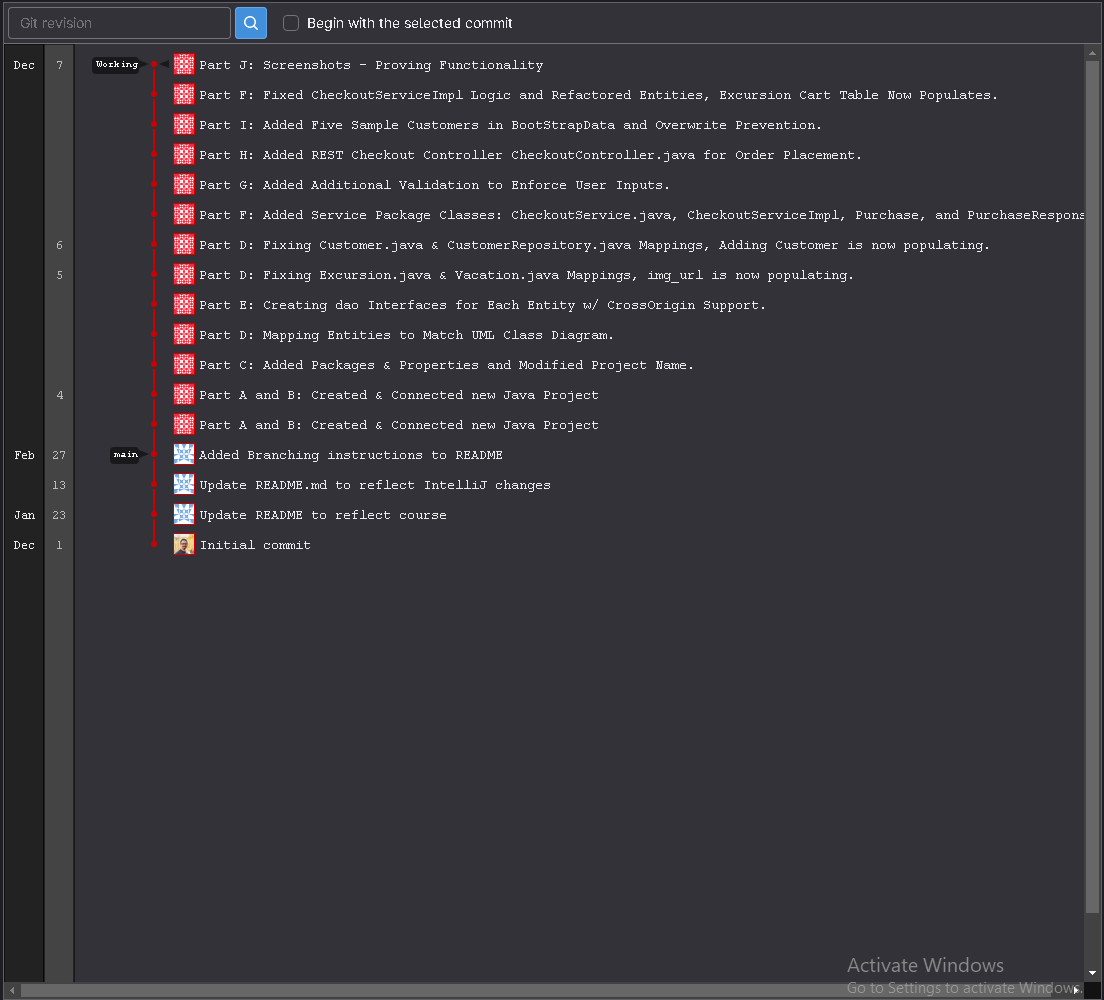 Git revision
Begin with the selected commit
Dec 7 Working Part J: Screenshots - Proving Functionality
Part F: Fixed CheckoutServiceImpl Logic and Refactored Entities, Excursion Cart Table Now Populates.
Part I: Added Five Sample Customers in BootStrapData and Overwrite Prevention.
Part H: Added REST Checkout Controller CheckoutController.java for Order Placement.
Part G: Added Additional Validation to Enforce User Inputs.
Part F: Added Service Package Classes: CheckoutService.java, CheckoutServiceImpl, Purchase, and PurchaseRespons
6 Part D: Fixing Customer.java & CustomerRepository.java Mappings, Adding Customer is now populating.
5 Part D: Fixing Excursion.java & Vacation.java Mappings, img_url is now populating.
Part E: Creating dao Interfaces for Each Entity w/ CrossOrigin Support.
Part D: Mapping Entities to Match UML Class Diagram.
Part C: Added Packages & Properties and Modified Project Name.
4 Part A and B: Created & Connected new Java Project
Part A and B: Created & Connected new Java Project
Feb 27 main Added Branching instructions to README
13 Update README.md to reflect IntelliJ changes
Jan 23 Update README to reflect course
Dec 1 Initial commit
Activate Windows
Go to Settings to activate Windows.